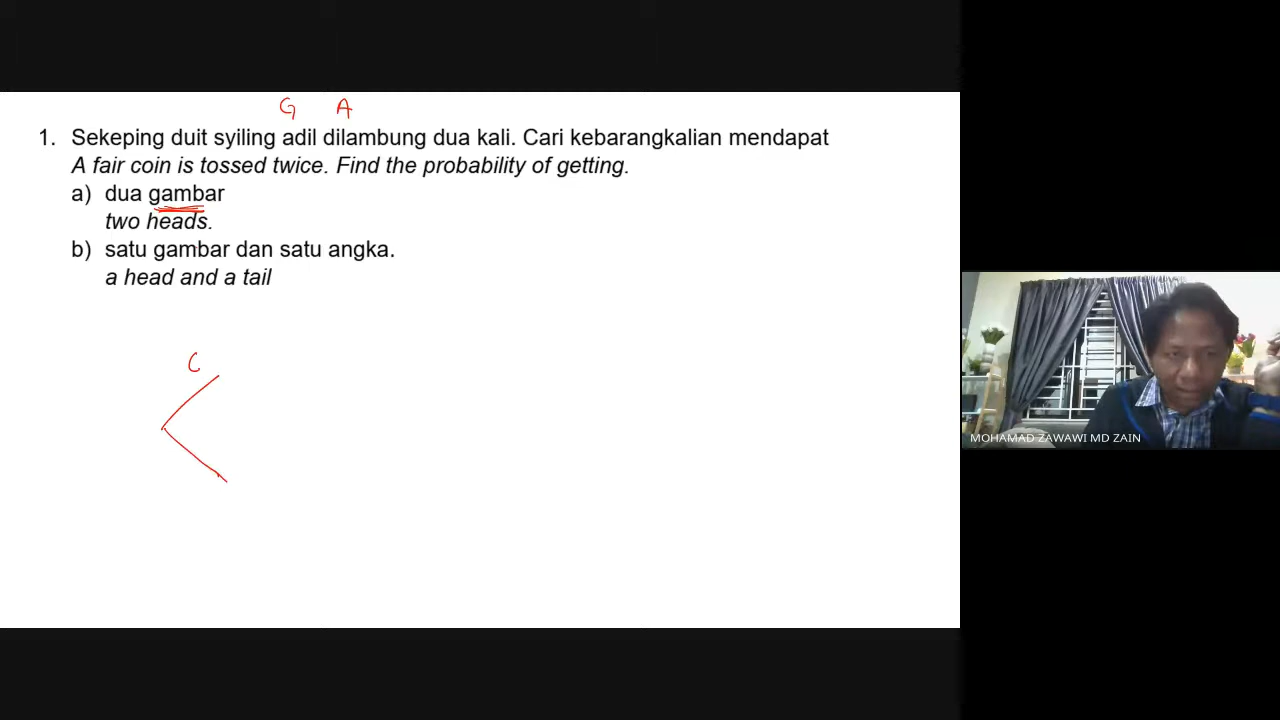 G A
1. Sekeping duit syiling adil dilambung dua kali. Cari kebarangkalian mendapat
A fair coin is tossed twice. Find the probability of getting.
a) dua gambar
two heads.
b) satu gambar dan satu angka.
a head and a tail
C
MOHAMAD ZAWAWI MD ZAIN